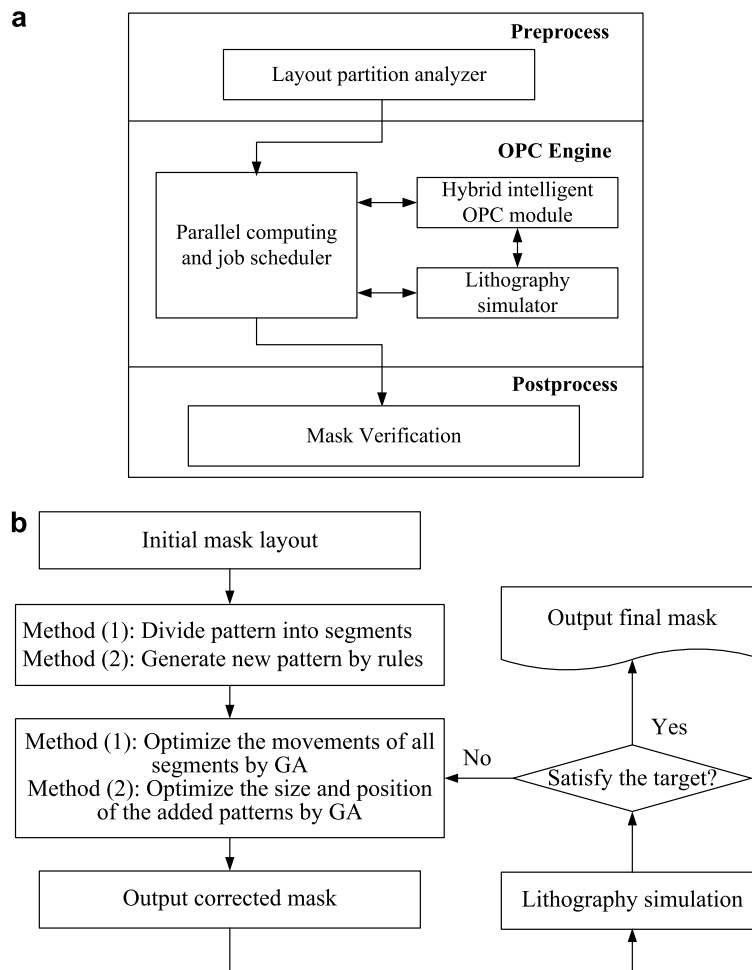 a
Preprocess
Layout partition analyzer
OPC Engine
Parallel computing
and job scheduler
Hybrid intelligent
OPC module
Lithography
simulator
Postprocess
Mask Verification
b
Initial mask layout
Method (1): Divide pattern into segments
Method (2): Generate new pattern by rules
Method (1): Optimize the movements of all
segments by GA
Method (2): Optimize the size and position
of the added patterns by GA
Output corrected mask
Output final mask
Yes
No
Satisfy the target?
Lithography simulation